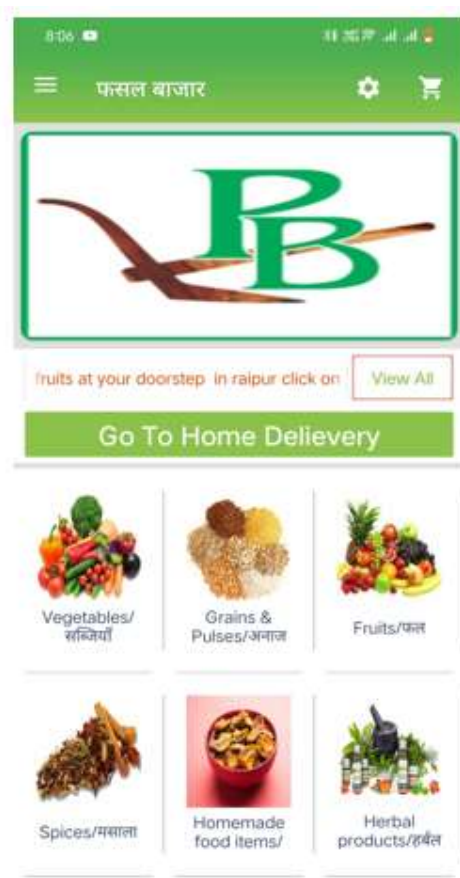 8:06
फसल बाजार
PB
fruits at your doorstep in raipur click on
View All
Go To Home Delievery
Vegetables/
सब्जियाँ
Grains &
Pulses/अनाज
Fruits/फल
Spices/मसाला
Homemade
food items/
Herbal
products/हर्बल